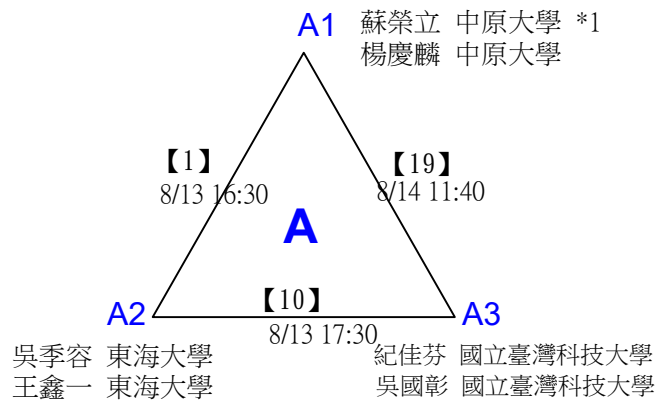 A1
蘇榮立 中原大學 *1
楊慶麟 中原大學
【1】
8/13 16:30
【19】
8/14 11:40
A
【10】
8/13 17:30
A2
吳季容 東海大學
王鑫一 東海大學
A3
紀佳芬 國立臺灣科技大學
吳國彰 國立臺灣科技大學